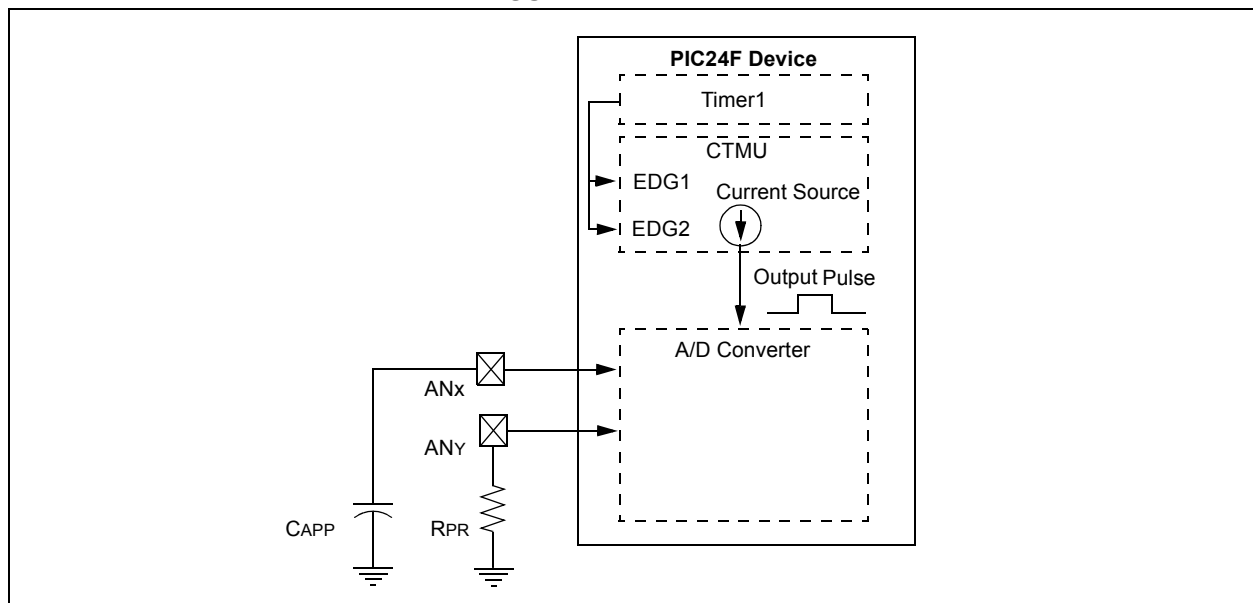 PIC24F Device
Timer1
CTMU
EDG1
Current Source
EDG2
Output Pulse
A/D Converter
ANX
ANY
CAPP
RPR